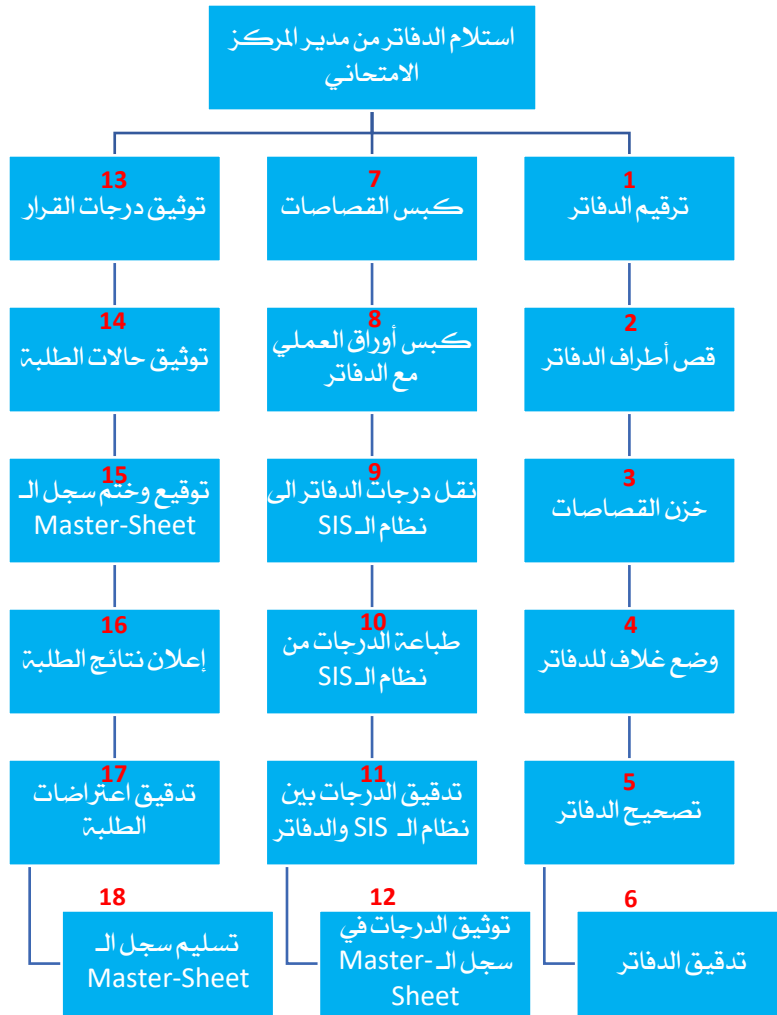 استلام الدفاتر من مدير المركز
الامتحاني
1
ترقيم الدفاتر
2
قص أطراف الدفاتر
3
خزن القصاصات
4
وضع غلاف للدفاتر
5
تصحيح الدفاتر
6
تدقيق الدفاتر
7
كبس القصاصات
8
كبس أوراق العملي
مع الدفاتر
9
نقل درجات الدفاتر الى
نظام الـ SIS
10
طباعة الدرجات من
نظام الـ SIS
11
تدقيق الدرجات بين
نظام الـ SIS والدفاتر
12
توثيق الدرجات في
سجل الـ Master-
Sheet
13
توثيق درجات القرار
14
توثيق حالات الطلبة
15
توقيع وختم سجل الـ
Master-Sheet
16
إعلان نتائج الطلبة
17
تدقيق اعتراضات
الطلبة
18
تسليم سجل الـ
Master-Sheet